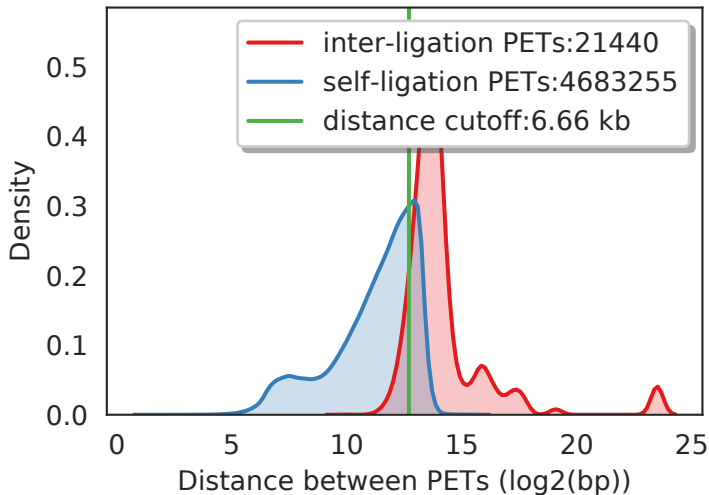 inter-ligation PETs:21440
self-ligation PETs:4683255
distance cutoff:6.66 kb
Density
0.5
0.4
0.3
0.2
0.1
0.0
0 5 10 15 20 25
Distance between PETs (log2(bp))